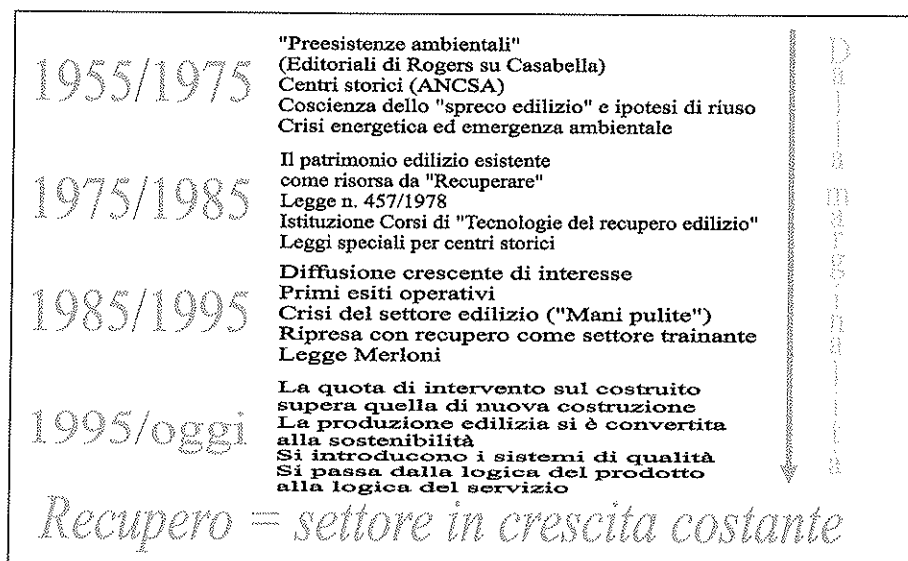 1955/1975
"Preesistenze ambientali"
(Editoriali di Rogers su Casabella)
Centri storici (ANCSA)
Coscienza dello "spreco edilizio" e ipotesi di riuso
Crisi energetica ed emergenza ambientale
1975/1985
Il patrimonio edilizio esistente
come risorsa da "Recuperare"
Legge n. 457/1978
Istituzione Corsi di "Tecnologie del recupero edilizio"
Leggi speciali per centri storici
1985/1995
Diffusione crescente di interesse
Primi esiti operativi
Crisi del settore edilizio ("Mani pulite")
Ripresa con recupero come settore trainante
Legge Merloni
1995/oggi
La quota di intervento sul costruito
supera quella di nuova costruzione
La produzione edilizia si è convertita
alla sostenibilità
Si introducono i sistemi di qualità
Si passa dalla logica del prodotto
alla logica del servizio
Dalla marginalità
Recupero = settore in crescita costante